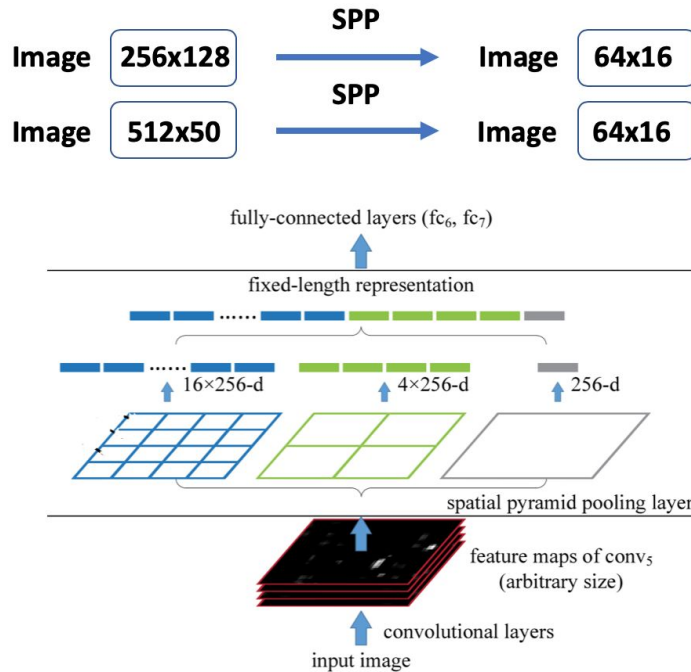 SPP
Image 256x128 Image 64x16
SPP
Image 512x50 Image 64x16
fully-connected layers (fc₆, fc₇)
fixed-length representation
......
......
16×256-d 4×256-d 256-d
spatial pyramid pooling layer
feature maps of conv₅
(arbitrary size)
convolutional layers
input image